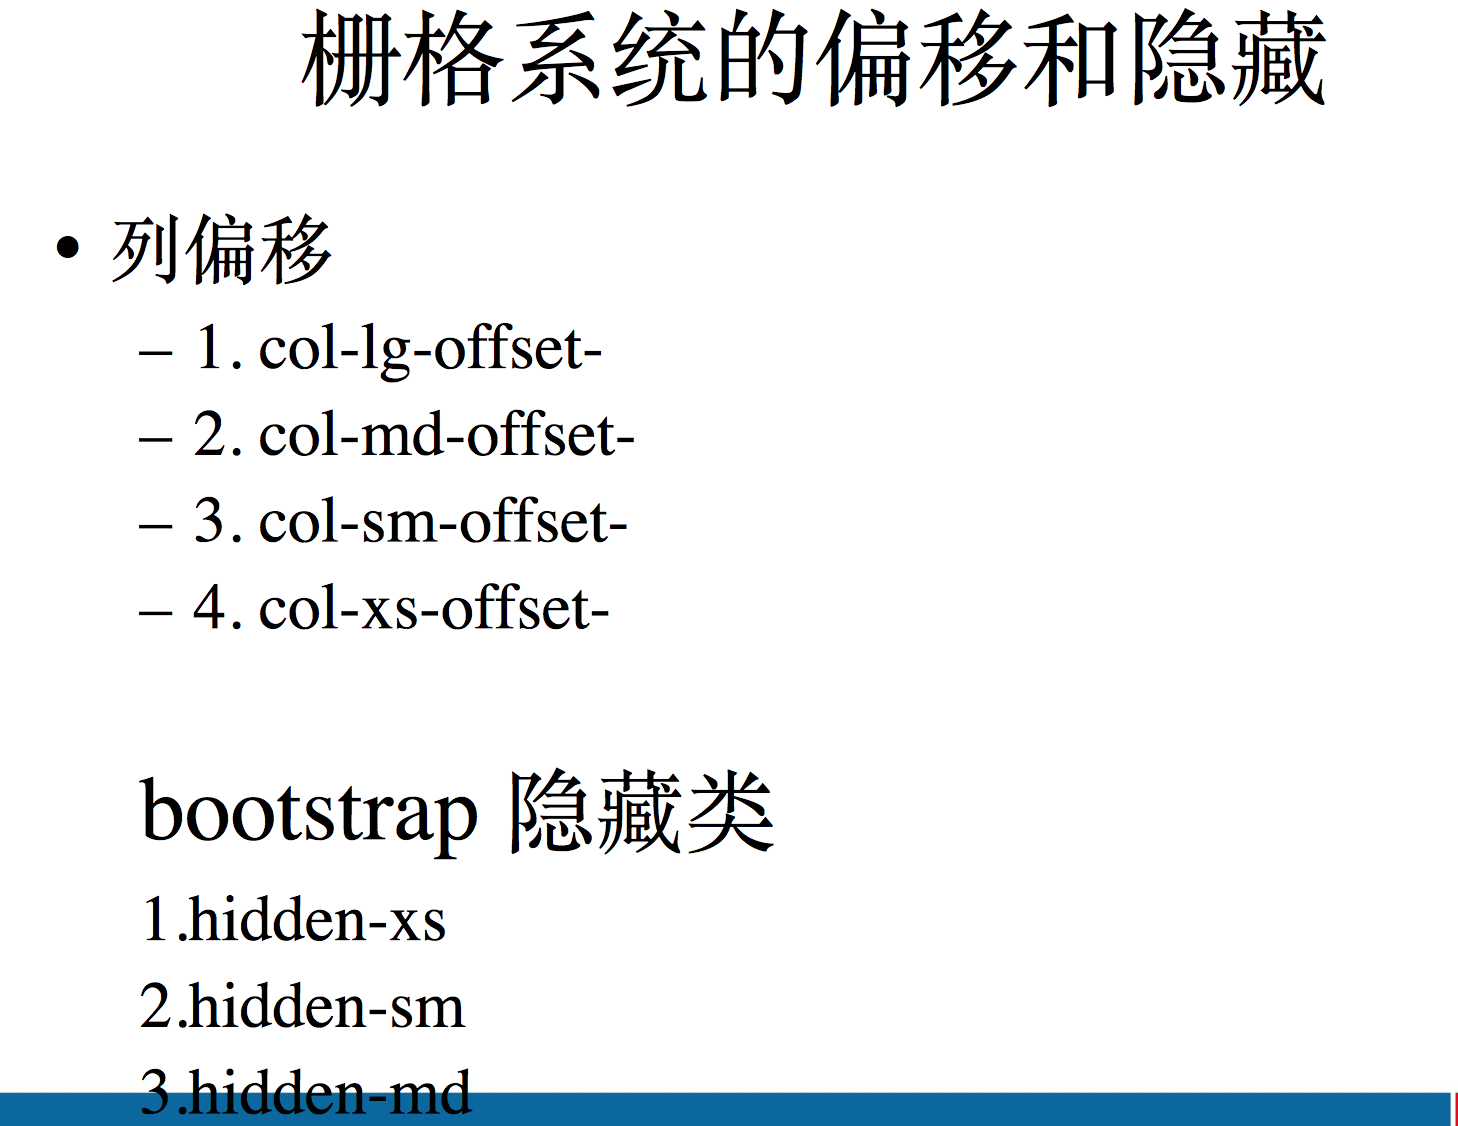 栅格系统的偏移和隐藏
• 列偏移
– 1. col-lg-offset-
– 2. col-md-offset-
– 3. col-sm-offset-
– 4. col-xs-offset-
bootstrap 隐藏类
1.hidden-xs
2.hidden-sm
3.hidden-md